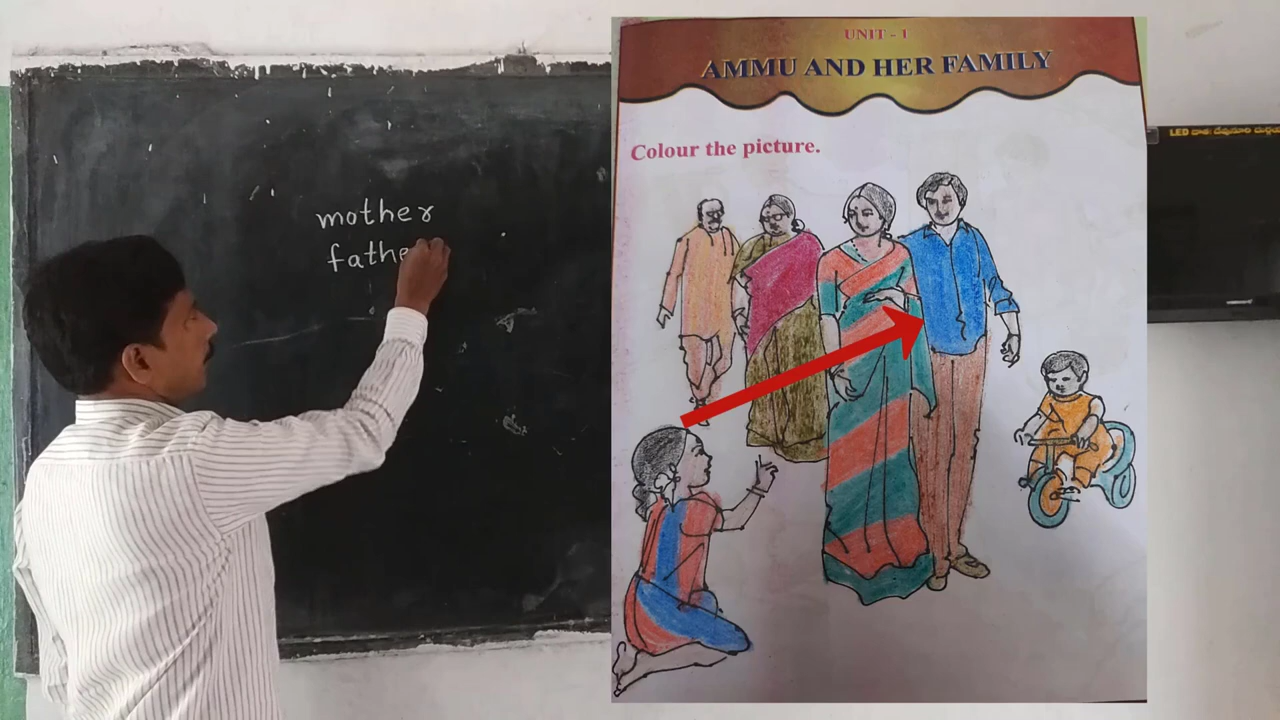 mother
fathe
UNIT - 1
AMMU AND HER FAMILY
Colour the picture.
LED దాత: